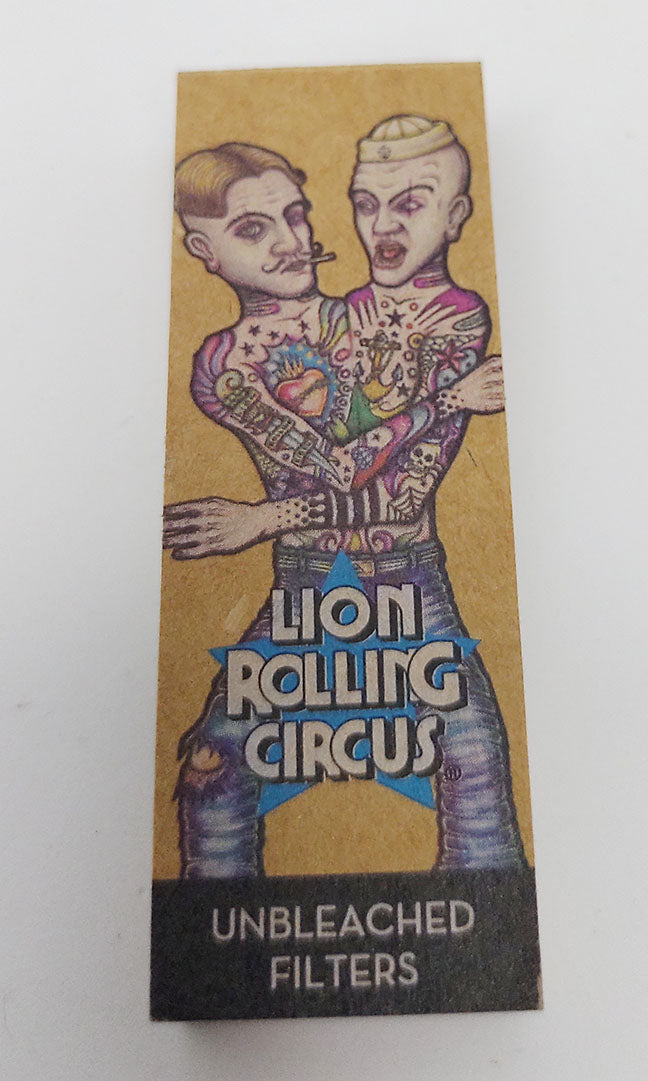 LION
ROLLING
CIRCUS
UNBLEACHED
FILTERS